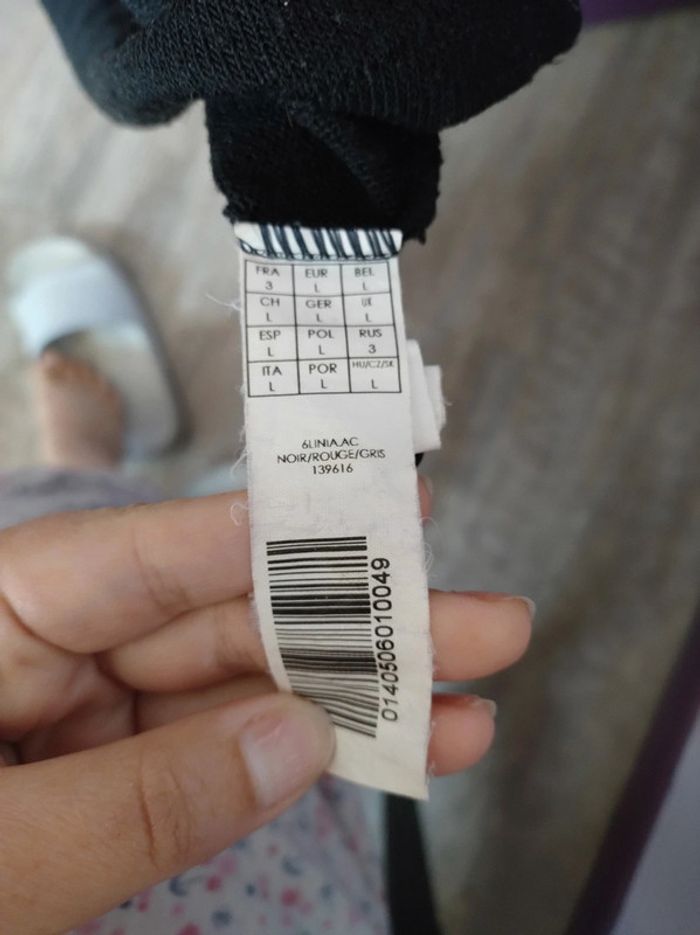 FRA EUR BEL
3 L L
CH GER UK
L L L
ESP POL RUS
L L 3
ITA POR HU/CZ/SK
L L L
6LINIA.AC
NOIR/ROUGE/GRIS
139616
0140506010049